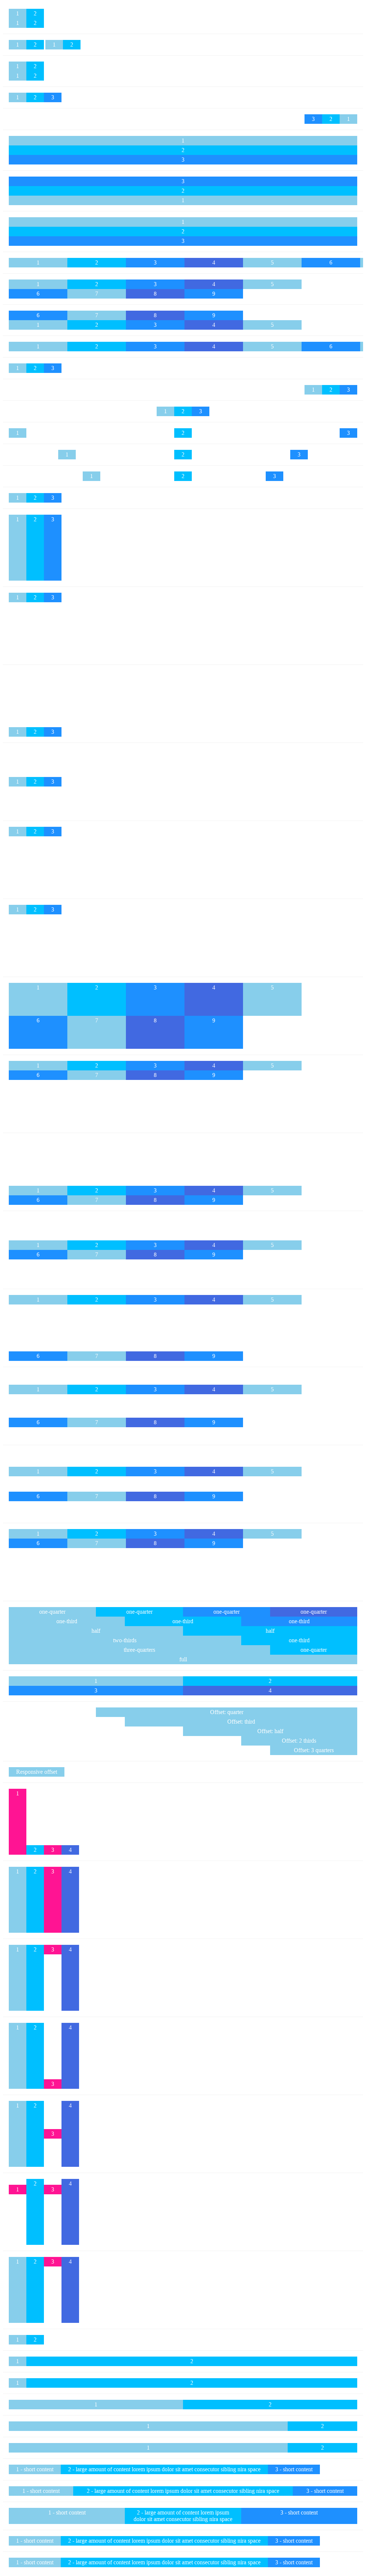 1 2
1 2
1 2 1 2
1 2
1 2
1 2 3
3 2 1
1
2
3
3
2
1
1
2
3
1 2 3 4 5 6
1 2 3 4 5
6 7 8 9
6 7 8 9
1 2 3 4 5
1 2 3 4 5 6
1 2 3
1 2 3
1 2 3
1 2 3
1 2 3
1 2 3
1 2 3
1 2 3
1 2 3
1 2 3
1 2 3
1 2 3
1 2 3
1 2 3 4 5
6 7 8 9
1 2 3 4 5
6 7 8 9
1 2 3 4 5
6 7 8 9
1 2 3 4 5
6 7 8 9
1 2 3 4 5
6 7 8 9
1 2 3 4 5
6 7 8 9
1 2 3 4 5
6 7 8 9
1 2 3 4 5
6 7 8 9
one-quarter one-quarter one-quarter one-quarter
one-third one-third one-third
half half
two-thirds one-third
three-quarters one-quarter
full
1 2
3 4
Offset: quarter
Offset: third
Offset: half
Offset: 2 thirds
Offset: 3 quarters
Responsive offset
1
2 3 4
1 2 3 4
1 2 3 4
1 2 4
3
1 2 4
3
2 4
1 3
1 2 3 4
1 2
1 2
1 2
1 2
1 2
1 2
1 - short content 2 - large amount of content lorem ipsum dolor sit amet consecutor sibling nira space 3 - short content
1 - short content 2 - large amount of content lorem ipsum dolor sit amet consecutor sibling nira space 3 - short content
1 - short content 2 - large amount of content lorem ipsum 3 - short content
dolor sit amet consecutor sibling nira space
1 - short content 2 - large amount of content lorem ipsum dolor sit amet consecutor sibling nira space 3 - short content
1 - short content 2 - large amount of content lorem ipsum dolor sit amet consecutor sibling nira space 3 - short content